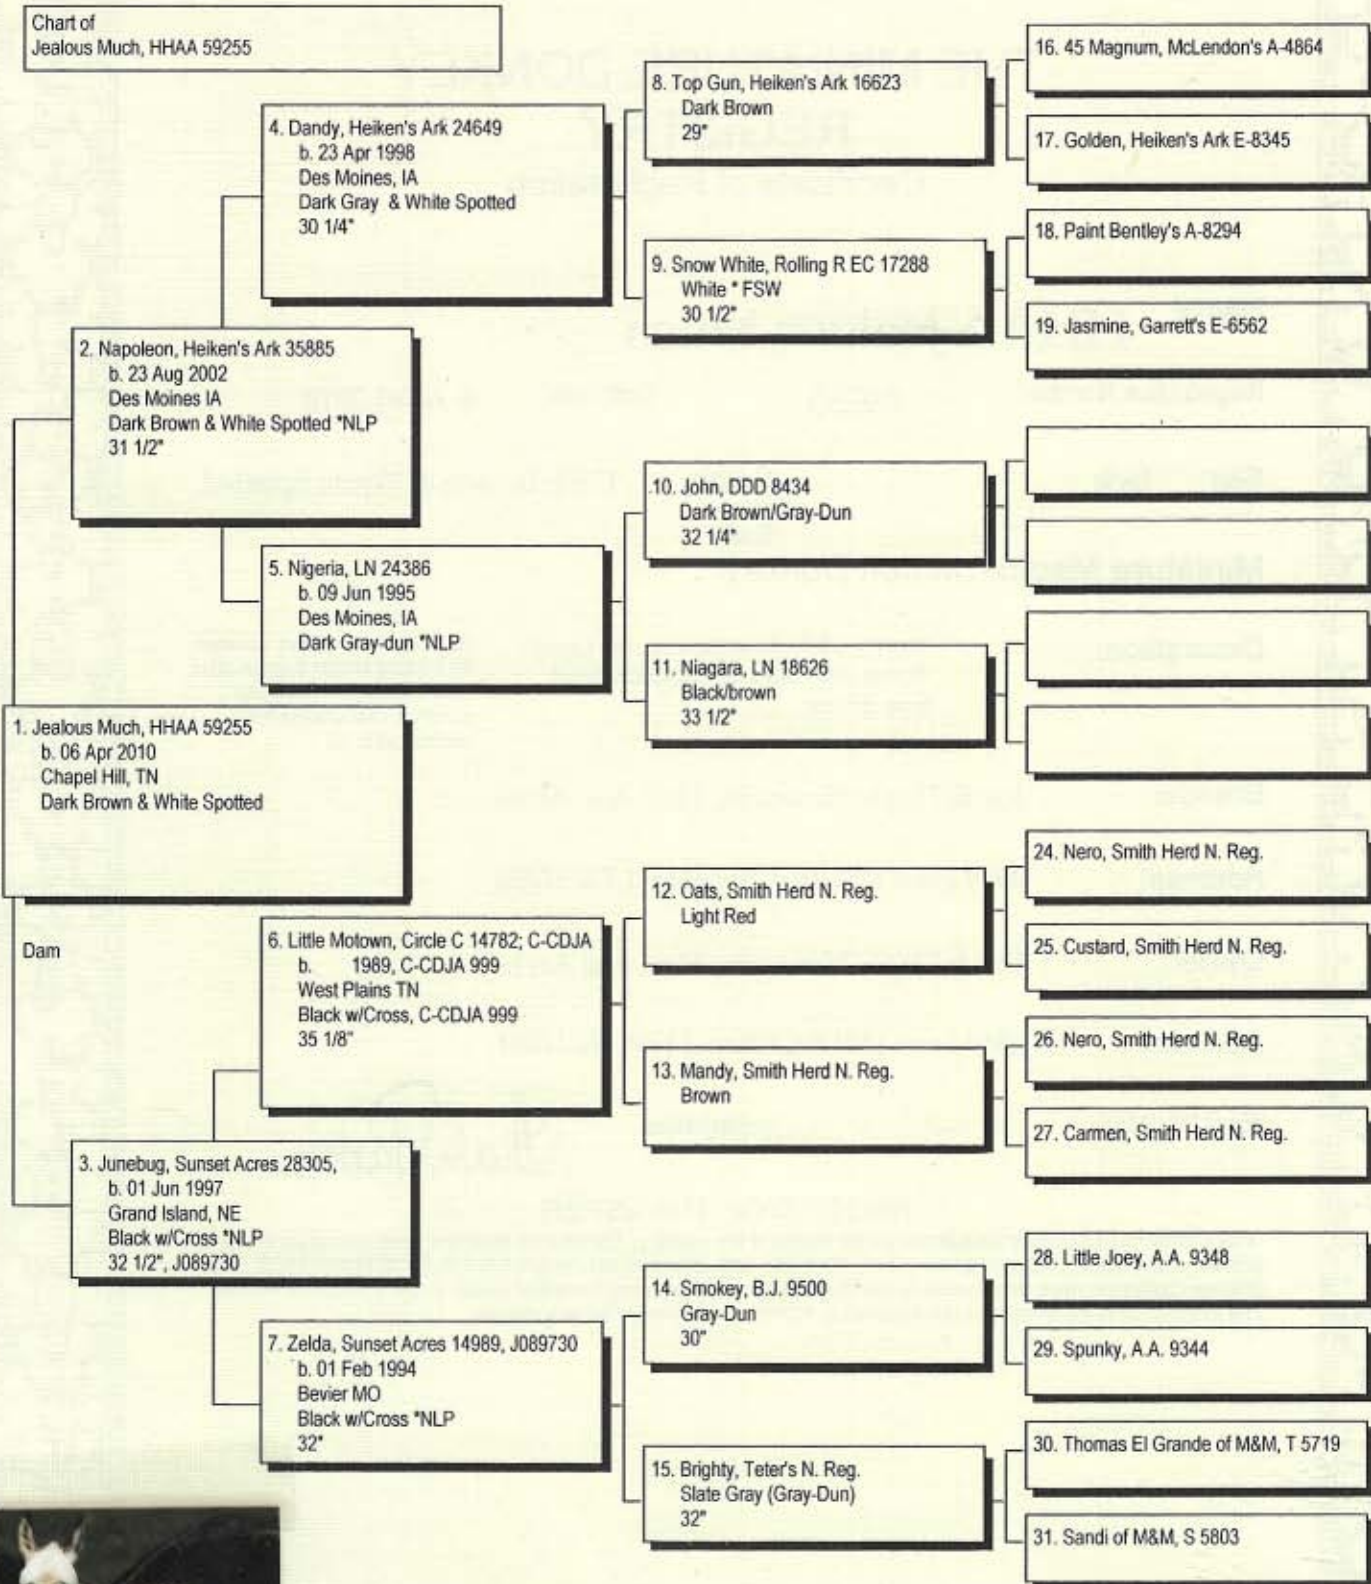 Chart of
Jealous Much, HHAA 59255
1. Jealous Much, HHAA 59255
b. 06 Apr 2010
Chapel Hill, TN
Dark Brown & White Spotted
Dam
2. Napoleon, Heiken's Ark 35885
b. 23 Aug 2002
Des Moines IA
Dark Brown & White Spotted *NLP
31 1/2"
3. Junebug, Sunset Acres 28305,
b. 01 Jun 1997
Grand Island, NE
Black w/Cross *NLP
32 1/2", J089730
4. Dandy, Heiken's Ark 24649
b. 23 Apr 1998
Des Moines, IA
Dark Gray & White Spotted
30 1/4"
5. Nigeria, LN 24386
b. 09 Jun 1995
Des Moines, IA
Dark Gray-dun *NLP
6. Little Motown, Circle C 14782; C-CDJA
b. 1989, C-CDJA 999
West Plains TN
Black w/Cross, C-CDJA 999
35 1/8"
7. Zelda, Sunset Acres 14989, J089730
b. 01 Feb 1994
Bevier MO
Black w/Cross *NLP
32"
8. Top Gun, Heiken's Ark 16623
Dark Brown
29"
9. Snow White, Rolling R EC 17288
White * FSW
30 1/2"
10. John, DDD 8434
Dark Brown/Gray-Dun
32 1/4"
11. Niagara, LN 18626
Black/brown
33 1/2"
12. Oats, Smith Herd N. Reg.
Light Red
13. Mandy, Smith Herd N. Reg.
Brown
14. Smokey, B.J. 9500
Gray-Dun
30"
15. Brighty, Teter's N. Reg.
Slate Gray (Gray-Dun)
32"
16. 45 Magnum, McLendon's A-4864
17. Golden, Heiken's Ark E-8345
18. Paint Bentley's A-8294
19. Jasmine, Garrett's E-6562
24. Nero, Smith Herd N. Reg.
25. Custard, Smith Herd N. Reg.
26. Nero, Smith Herd N. Reg.
27. Carmen, Smith Herd N. Reg.
28. Little Joey, A.A. 9348
29. Spunky, A.A. 9344
30. Thomas El Grande of M&M, T 5719
31. Sandi of M&M, S 5803